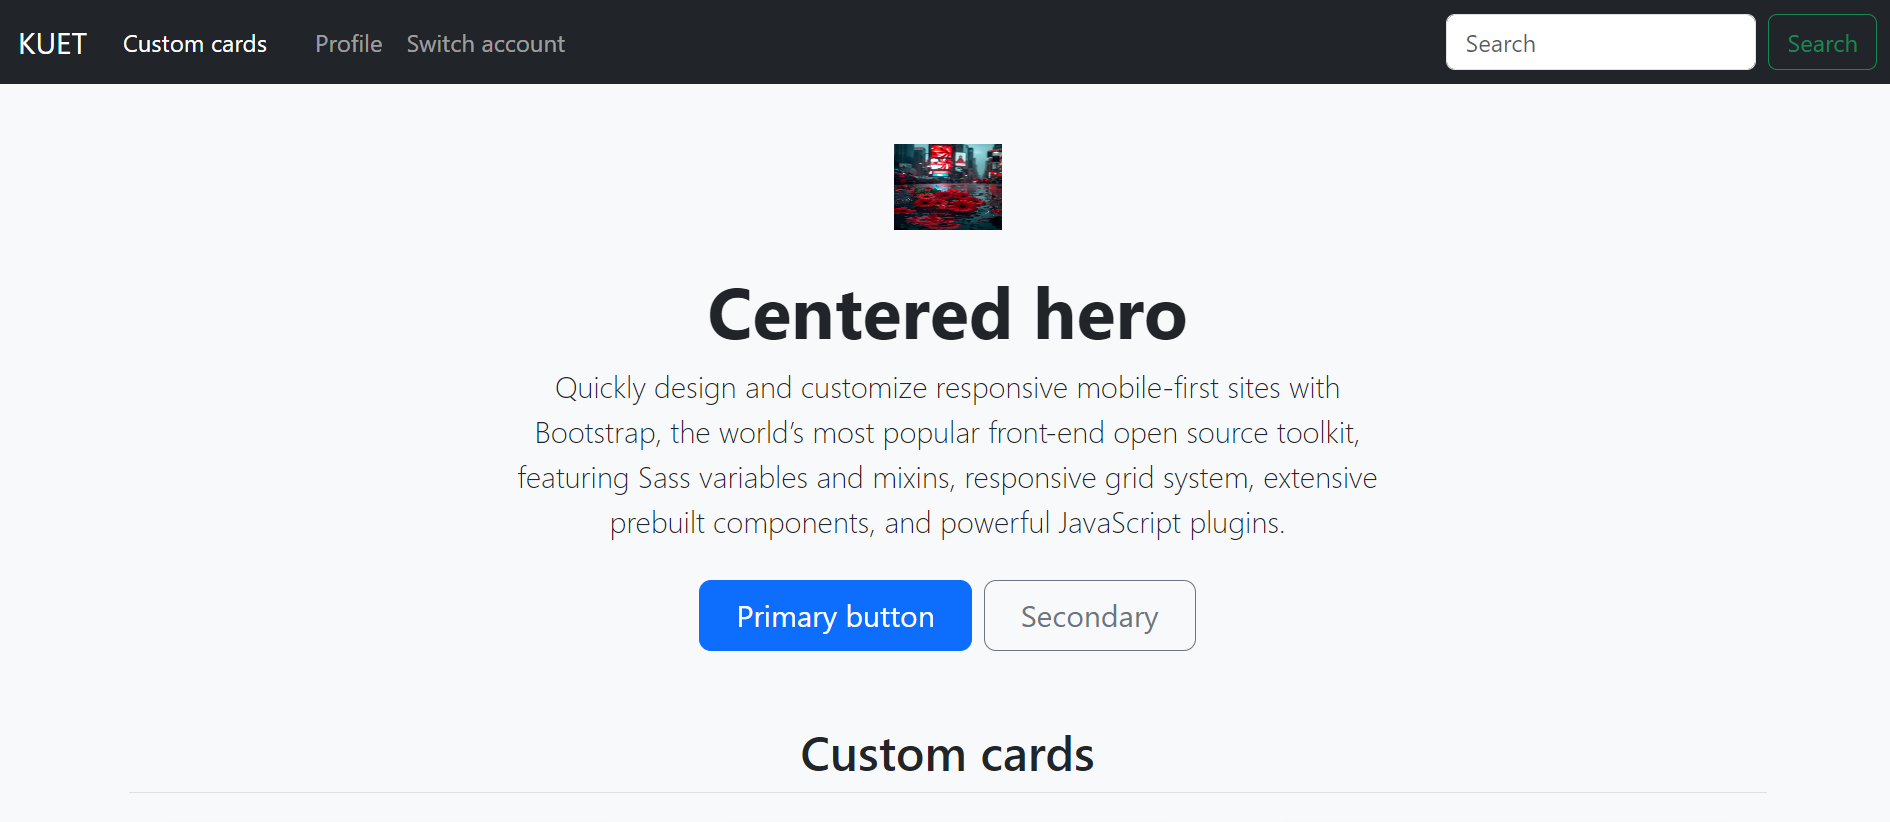 KUET Custom cards Profile Switch account Search Search
Centered hero
Quickly design and customize responsive mobile-first sites with
Bootstrap, the world’s most popular front-end open source toolkit,
featuring Sass variables and mixins, responsive grid system, extensive
prebuilt components, and powerful JavaScript plugins.
Primary button Secondary
Custom cards